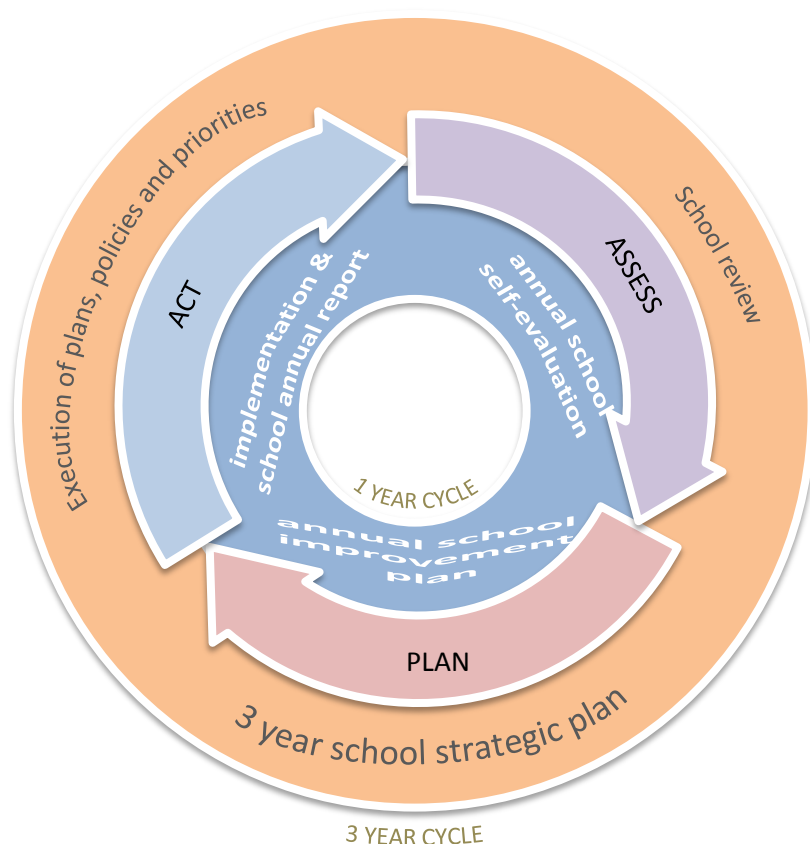 Execution of plans, policies and priorities
School review
3 year school strategic plan
ACT
ASSESS
PLAN
implementation &
school annual report
annual school
self-evaluation
annual school
improvement
plan
1 YEAR CYCLE
3 YEAR CYCLE